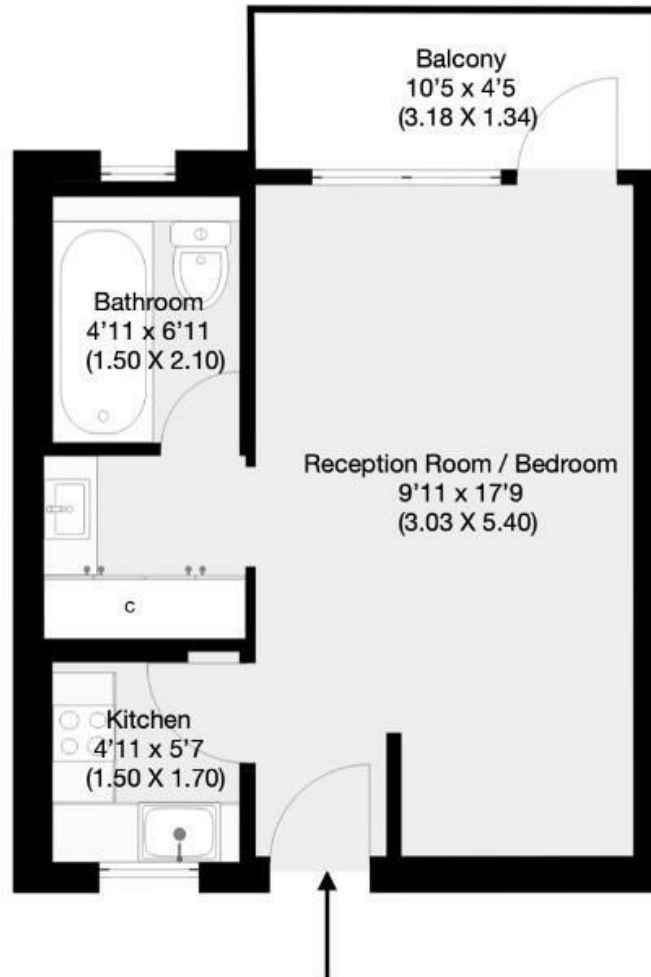 Balcony
10'5 x 4'5
(3.18 X 1.34)
Bathroom
4'11 x 6'11
(1.50 X 2.10)
Reception Room / Bedroom
9'11 x 17'9
(3.03 X 5.40)
c
Kitchen
4'11 x 5'7
(1.50 X 1.70)